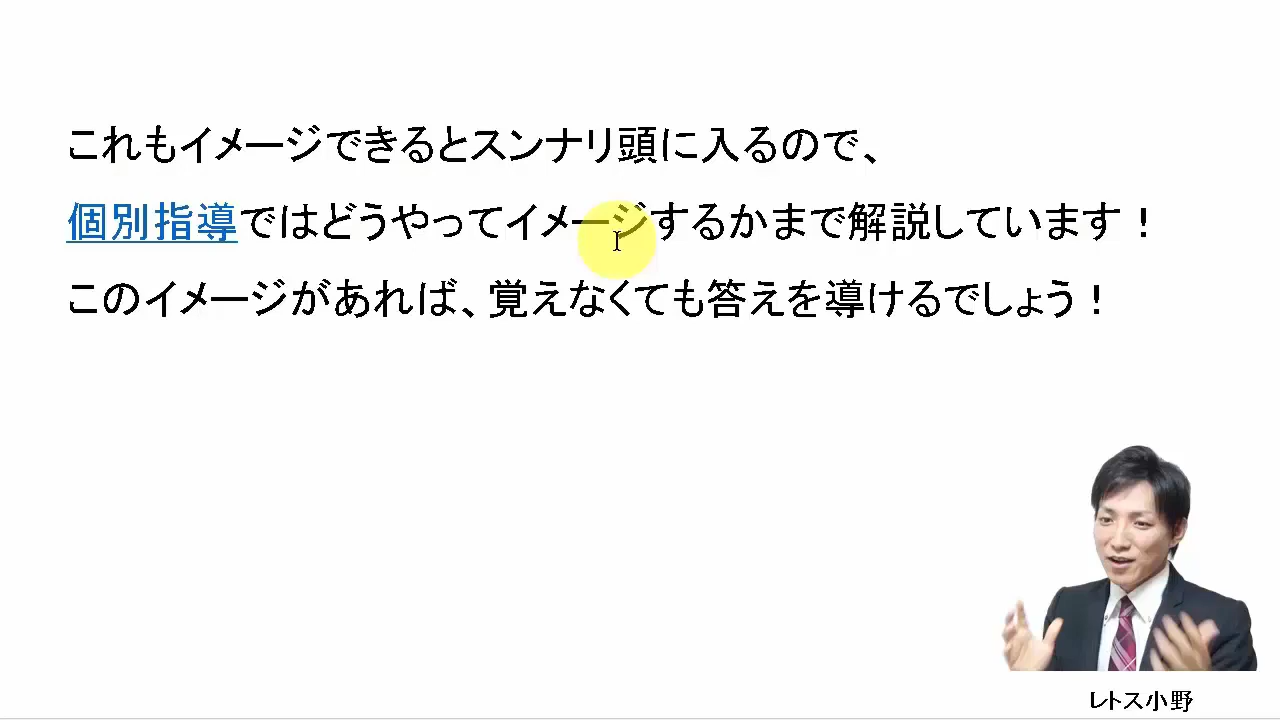 これもイメージできるとスンナリ頭に入るので、
個別指導ではどうやってイメージするかまで解説しています！
このイメージがあれば、覚えなくても答えを導けるでしょう！
レトス小野